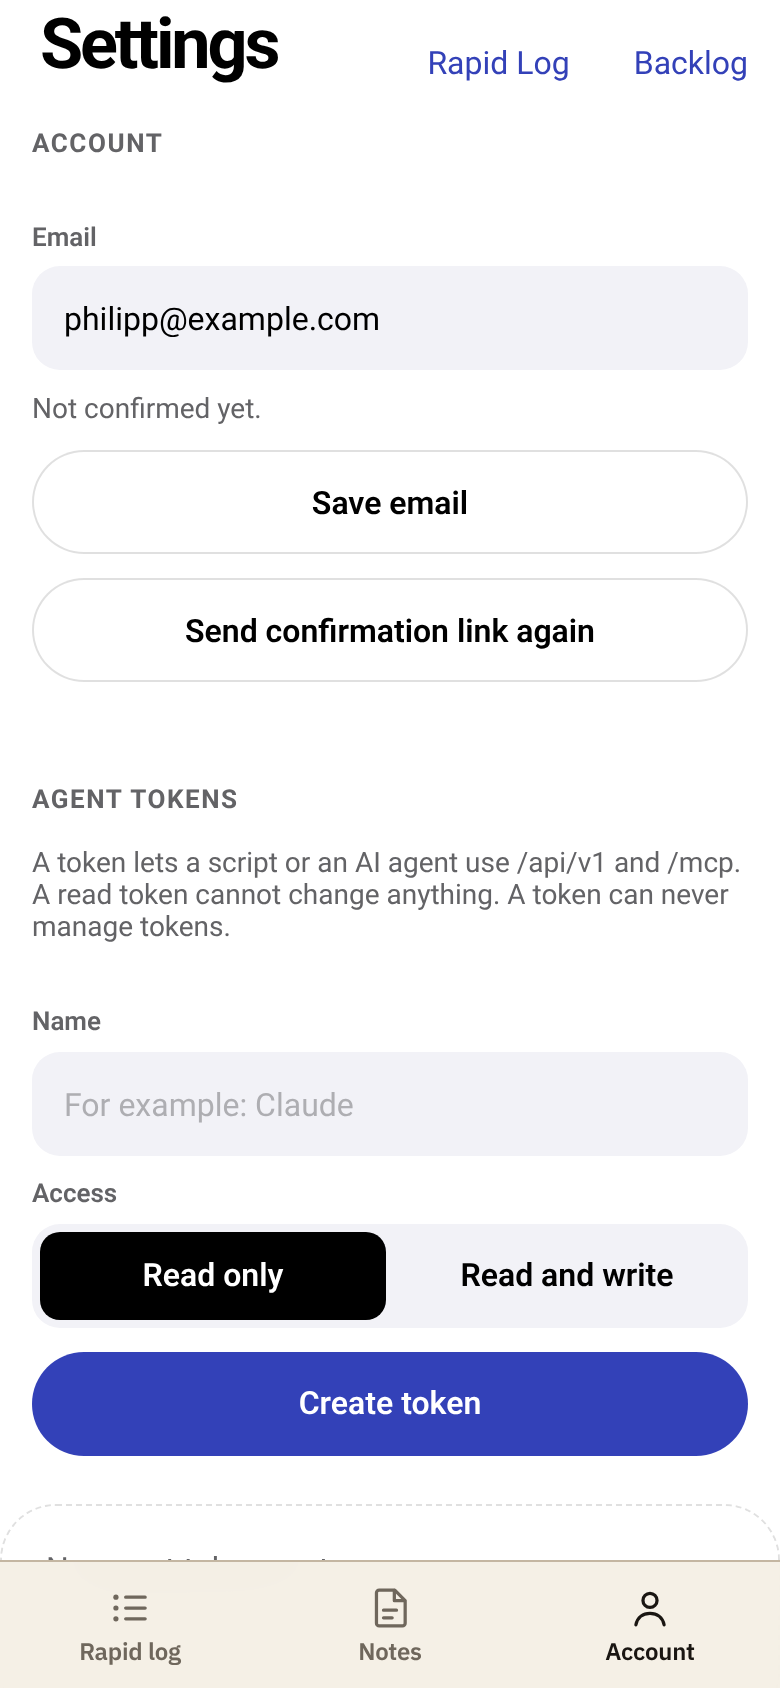 Settings
Rapid Log
Backlog
ACCOUNT
Email
philipp@example.com
Not confirmed yet.
Save email
Send confirmation link again
AGENT TOKENS
A token lets a script or an AI agent use /api/v1 and /mcp.
A read token cannot change anything. A token can never
manage tokens.
Name
For example: Claude
Access
Read only
Read and write
Create token
Rapid log
Notes
Account